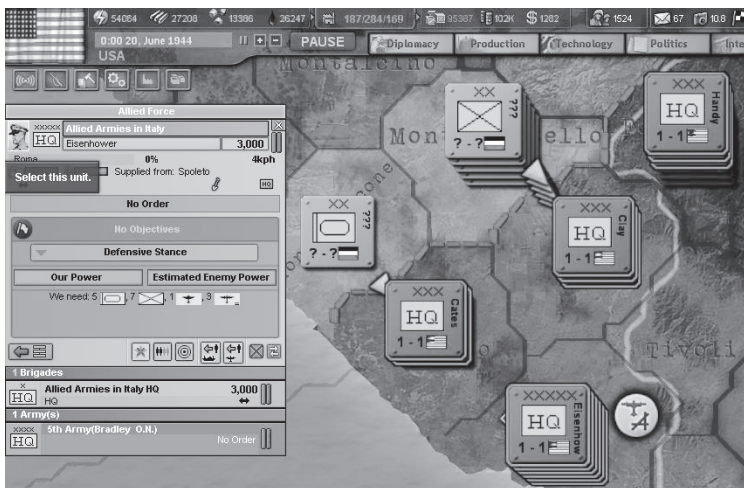 54084 27208 13386 26247 187/284/169 95387 102K $ 1282 1524 67 10.8
0:00 20, June 1944 PAUSE Diplomacy Production Technology Politics Inte
USA
Montalcino
Allied Force
XXXXX Allied Armies in Italy
HQ Eisenhower 3,000
Roma 0% 4kph
Select this unit. Supplied from: Spoleto
HQ
No Order
No Objectives
Defensive Stance
Our Power Estimated Enemy Power
We need: 5 , 7 , 1 , 3
1 Brigades
X Allied Armies in Italy HQ 3,000
HQ HQ
1 Army(s)
XXXX 5th Army(Bradley O.N.)
HQ No Order
XX ???
? - ?
XXX Handy
HQ
1 - 1
Mon ello
XX ???
? - ?
XXX Clay
HQ
1 - 1
XXX Cates
HQ
1 - 1
Tivoli
XXXXX Eisenhow
HQ
1 - 1